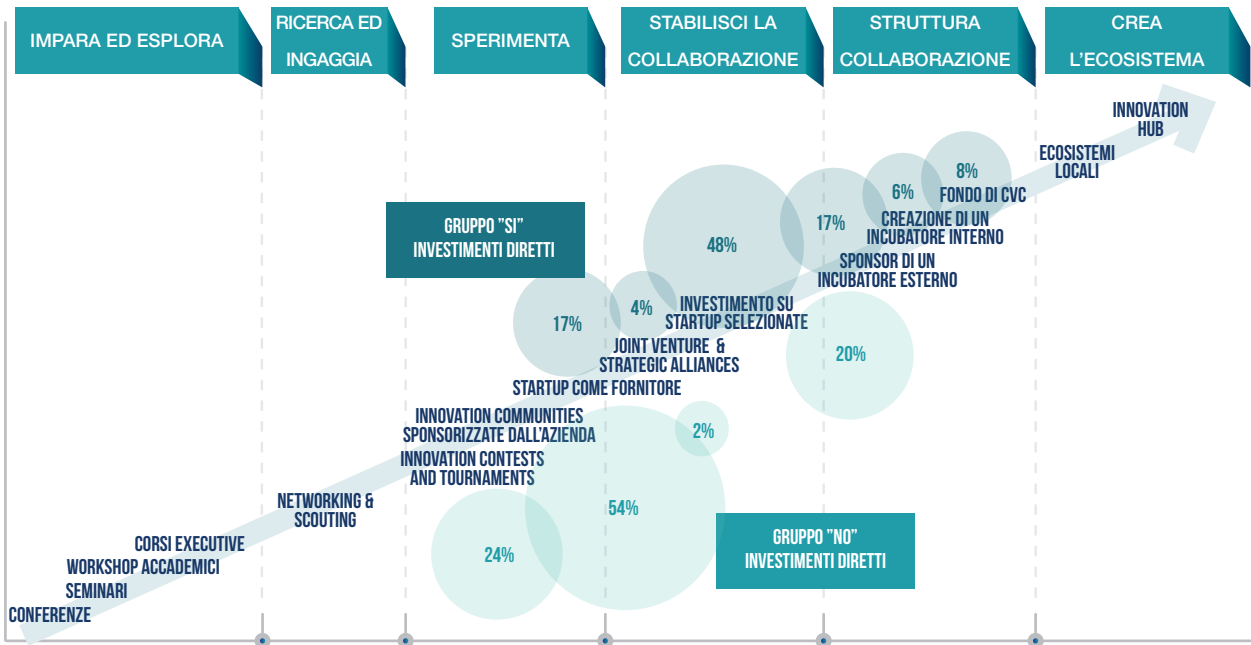 IMPARA ED ESPLORA
RICERCA ED
INGAGGIA
SPERIMENTA
STABILISCI LA
COLLABORAZIONE
STRUTTURA
COLLABORAZIONE
CREA
L'ECOSISTEMA
INNOVATION
HUB
ECOSISTEMI
LOCALI
8%
FONDO DI CVC
6%
CREAZIONE DI UN
INCUBATORE INTERNO
17%
SPONSOR DI UN
INCUBATORE ESTERNO
48%
INVESTIMENTO SU
STARTUP SELEZIONATE
GRUPPO "SI"
INVESTIMENTI DIRETTI
4%
JOINT VENTURE &
STRATEGIC ALLIANCES
17%
STARTUP COME FORNITORE
20%
INNOVATION COMMUNITIES
SPONSORIZZATE DALL'AZIENDA
2%
INNOVATION CONTESTS
AND TOURNAMENTS
54%
24%
GRUPPO "NO"
INVESTIMENTI DIRETTI
NETWORKING &
SCOUTING
CORSI EXECUTIVE
WORKSHOP ACCADEMICI
SEMINARI
CONFERENZE